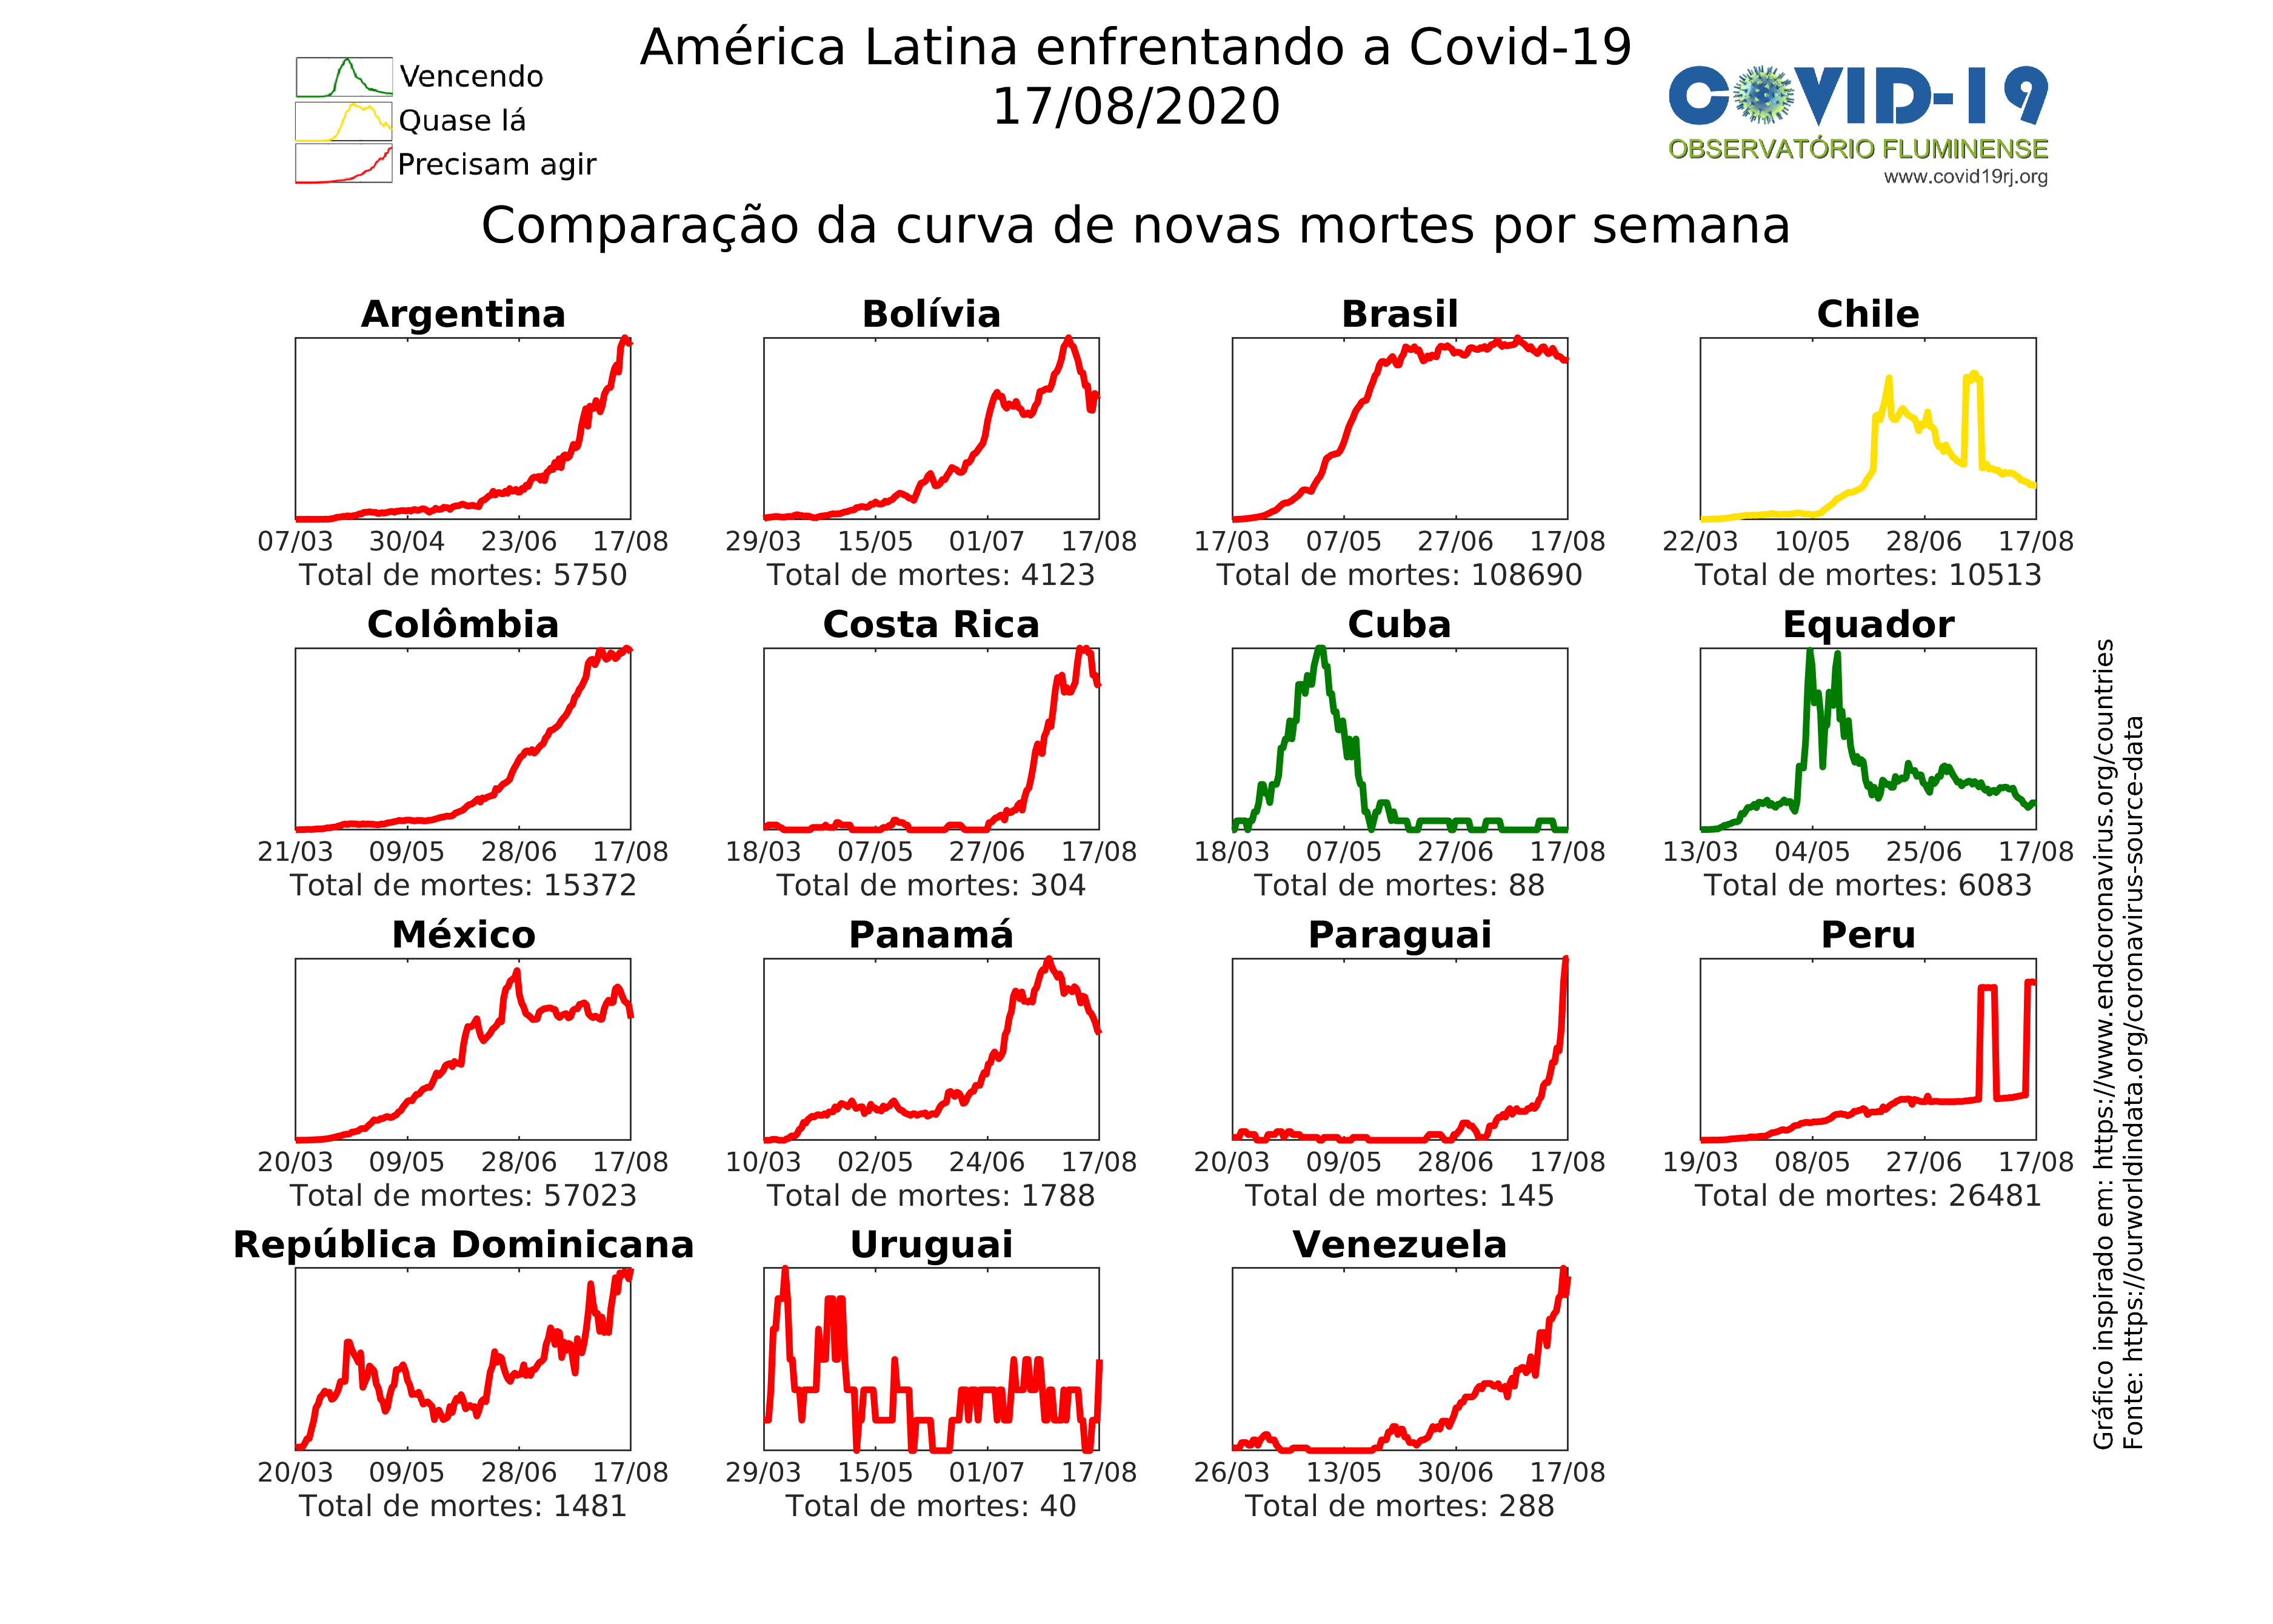 América Latina enfrentando a Covid-19
17/08/2020
Vencendo
Quase lá
Precisam agir
COVID-19
OBSERVATÓRIO FLUMINENSE
www.covid19rj.org
Comparação da curva de novas mortes por semana
Argentina
07/03 30/04 23/06 17/08
Total de mortes: 5750
Bolívia
29/03 15/05 01/07 17/08
Total de mortes: 4123
Brasil
17/03 07/05 27/06 17/08
Total de mortes: 108690
Chile
22/03 10/05 28/06 17/08
Total de mortes: 10513
Colômbia
21/03 09/05 28/06 17/08
Total de mortes: 15372
Costa Rica
18/03 07/05 27/06 17/08
Total de mortes: 304
Cuba
18/03 07/05 27/06 17/08
Total de mortes: 88
Equador
13/03 04/05 25/06 17/08
Total de mortes: 6083
México
20/03 09/05 28/06 17/08
Total de mortes: 57023
Panamá
10/03 02/05 24/06 17/08
Total de mortes: 1788
Paraguai
20/03 09/05 28/06 17/08
Total de mortes: 145
Peru
19/03 08/05 27/06 17/08
Total de mortes: 26481
República Dominicana
20/03 09/05 28/06 17/08
Total de mortes: 1481
Uruguai
29/03 15/05 01/07 17/08
Total de mortes: 40
Venezuela
26/03 13/05 30/06 17/08
Total de mortes: 288
Gráfico inspirado em: https://www.endcoronavirus.org/countries
Fonte: https://ourworldindata.org/coronavirus-source-data